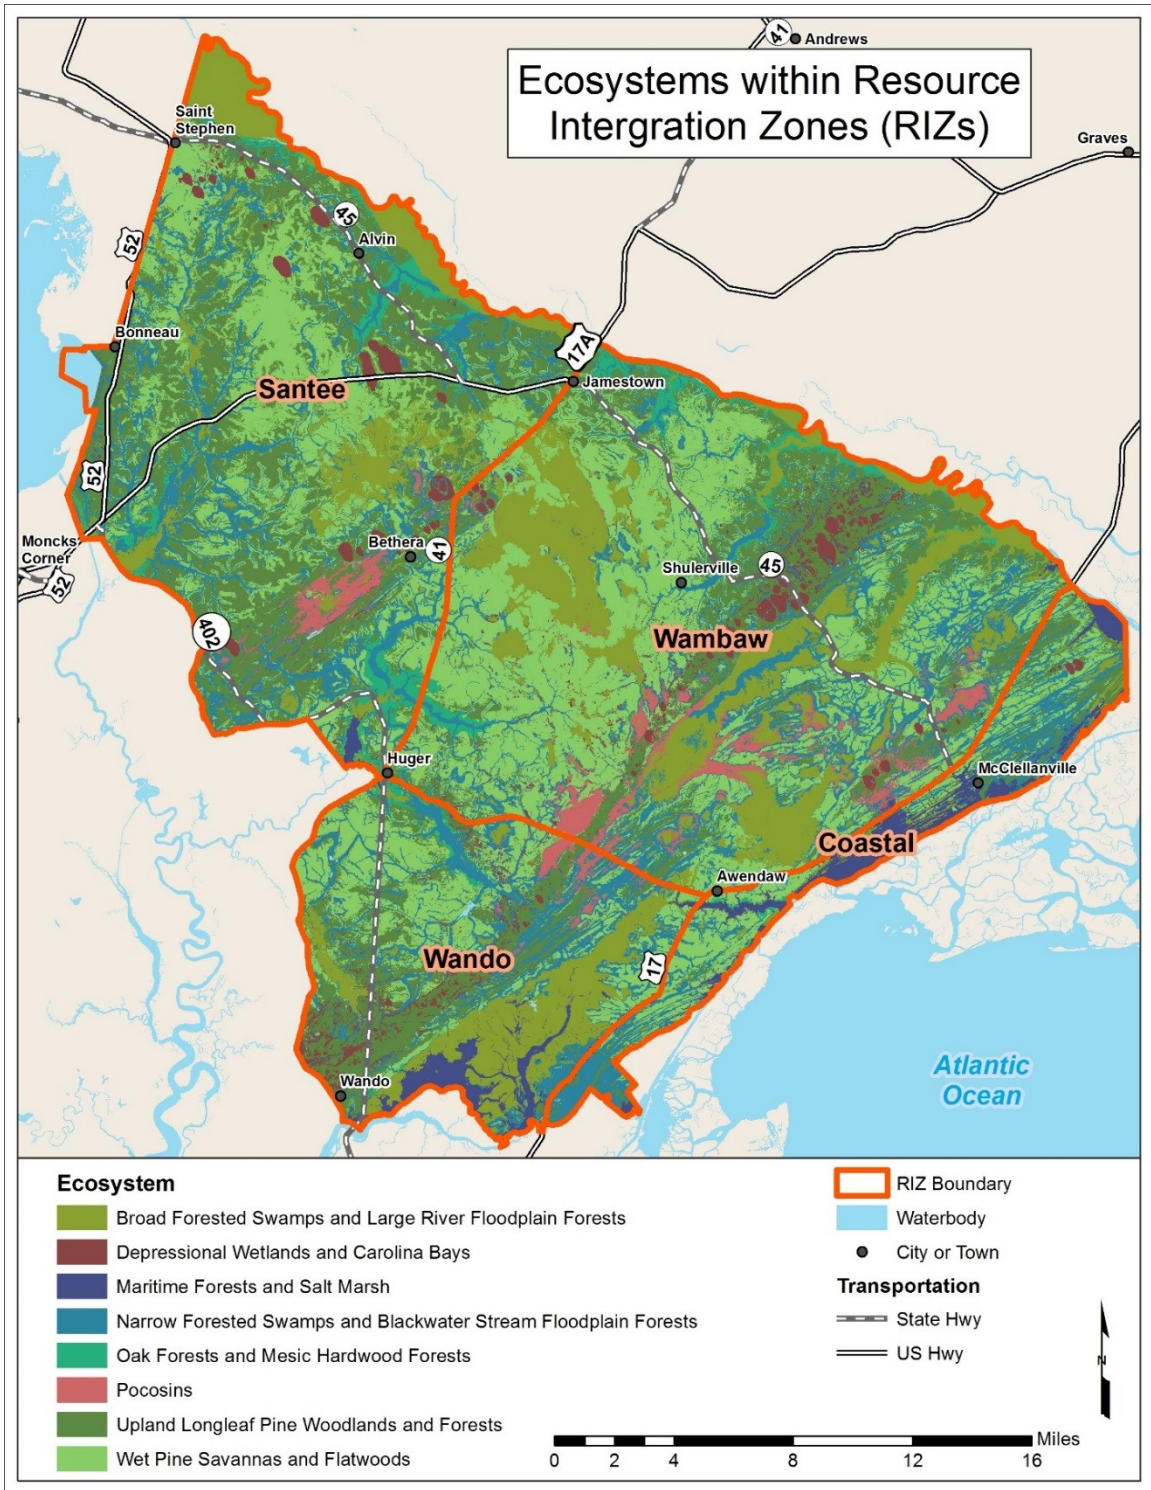 41
Andrews
Ecosystems within Resource
Intergration Zones (RIZs)
Graves
Saint
Stephen
45
Alvin
52
Bonneau
17A
Jamestown
Santee
52
Moncks
Corner
52
Bethera
41
Shulerville
45
402
Wambaw
Huger
McClellanville
Coastal
Awendaw
Wando
17
Wando
Atlantic
Ocean
Ecosystem
Broad Forested Swamps and Large River Floodplain Forests
Depressional Wetlands and Carolina Bays
Maritime Forests and Salt Marsh
Narrow Forested Swamps and Blackwater Stream Floodplain Forests
Oak Forests and Mesic Hardwood Forests
Pocosins
Upland Longleaf Pine Woodlands and Forests
Wet Pine Savannas and Flatwoods
RIZ Boundary
Waterbody
City or Town
Transportation
State Hwy
US Hwy
N
Miles
0 2 4 8 12 16